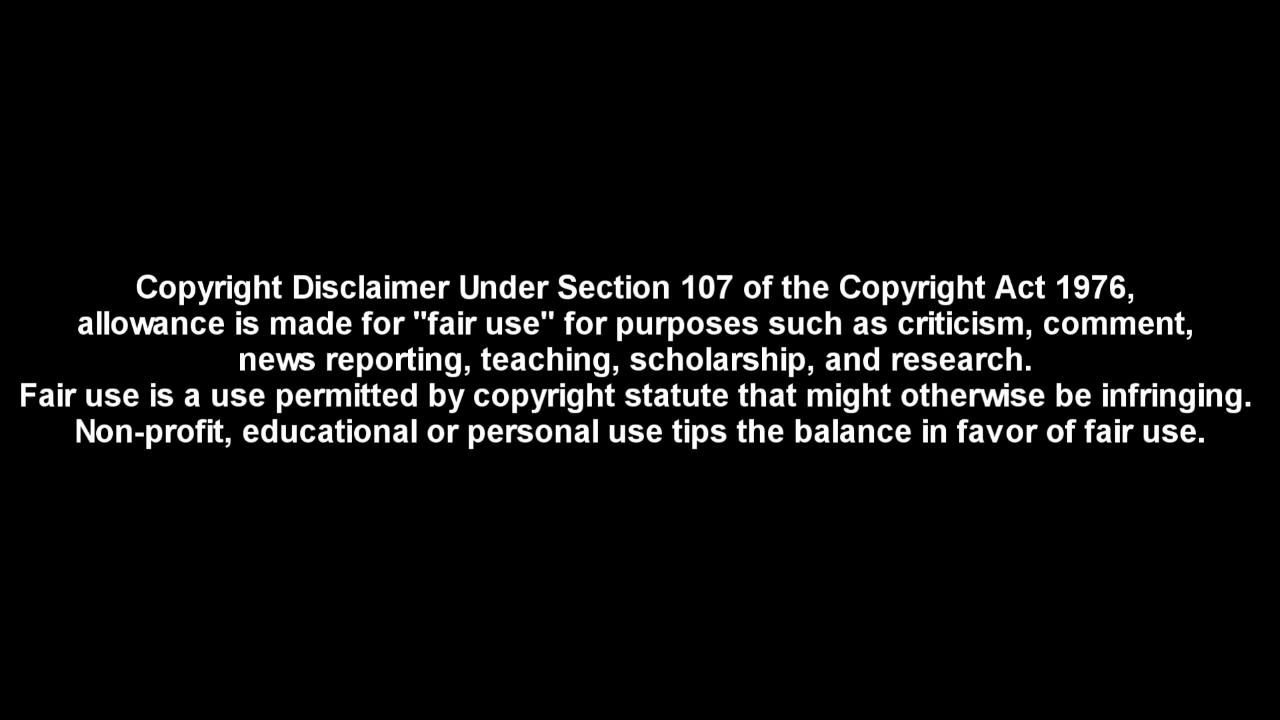 Copyright Disclaimer Under Section 107 of the Copyright Act 1976,
allowance is made for "fair use" for purposes such as criticism, comment,
news reporting, teaching, scholarship, and research.
Fair use is a use permitted by copyright statute that might otherwise be infringing.
Non-profit, educational or personal use tips the balance in favor of fair use.